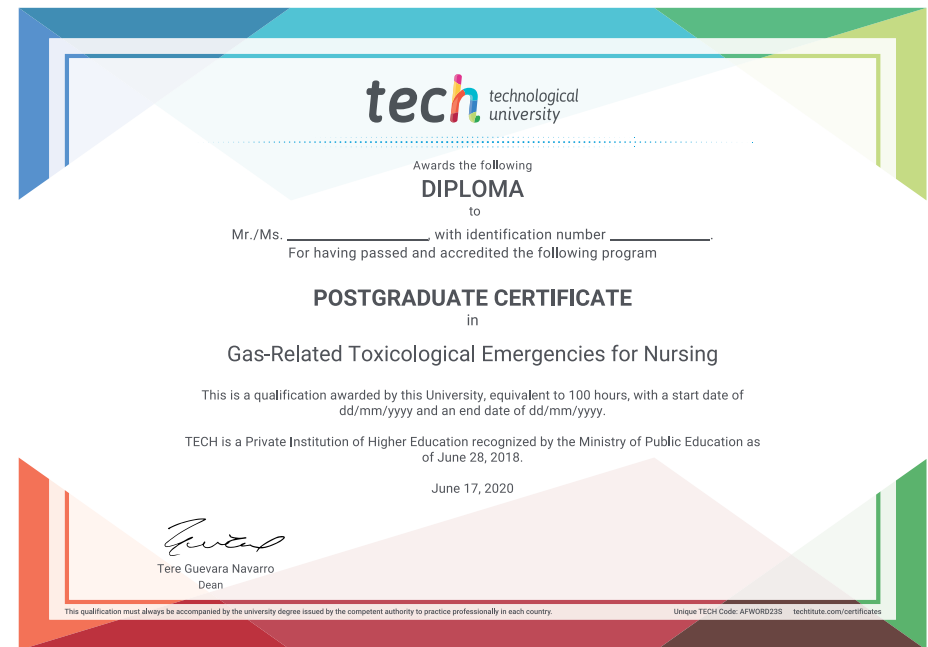 tech technological
university
Awards the following
DIPLOMA
to
Mr./Ms. ____________________, with identification number ______________.
For having passed and accredited the following program
POSTGRADUATE CERTIFICATE
in
Gas-Related Toxicological Emergencies for Nursing
This is a qualification awarded by this University, equivalent to 100 hours, with a start date of
dd/mm/yyyy and an end date of dd/mm/yyyy.
TECH is a Private Institution of Higher Education recognized by the Ministry of Public Education as
of June 28, 2018.
June 17, 2020
Tere Guevara Navarro
Dean
This qualification must always be accompanied by the university degree issued by the competent authority to practice professionally in each country.
Unique TECH Code: AFWORD23S techtitute.com/certificates